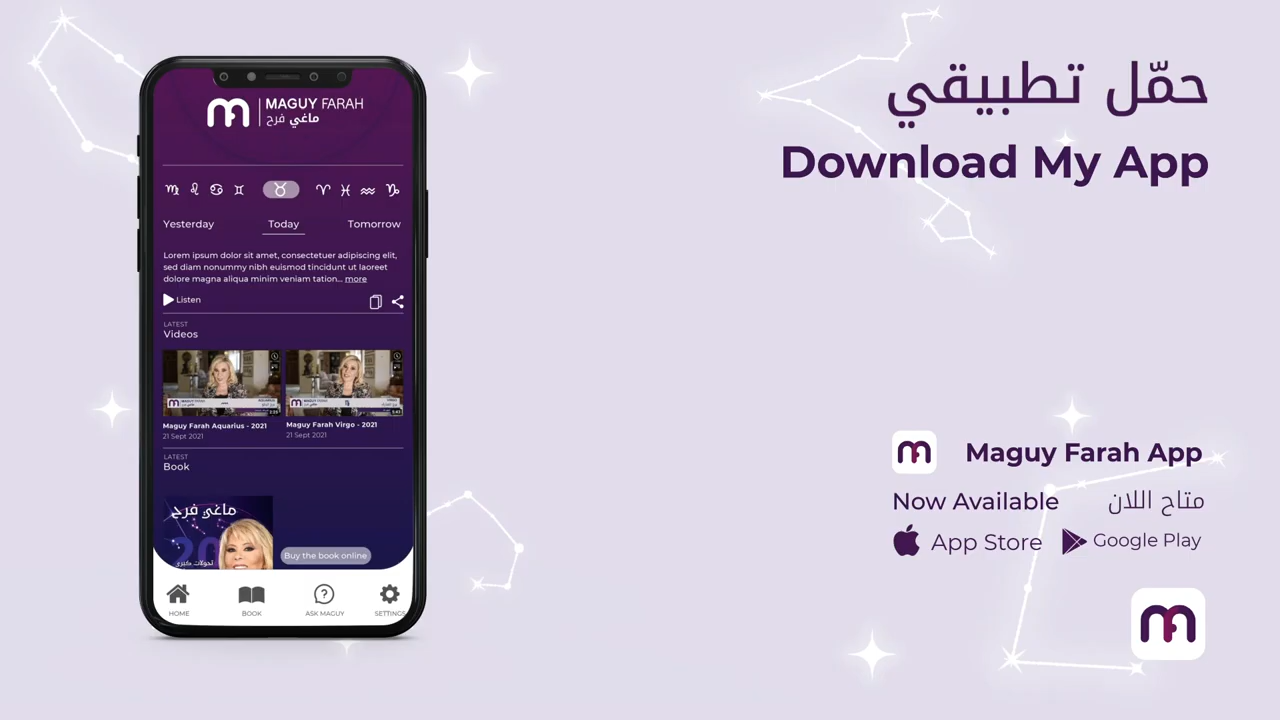 MAGUY FARAH
ماغي فرح
Yesterday
Today
Tomorrow
Lorem ipsum dolor sit amet, consectetuer adipiscing elit,
sed diam nonummy nibh euismod tincidunt ut laoreet
dolore magna aliqua minim veniam tation... more
Listen
LATEST
Videos
Maguy Farah Aquarius - 2021
21 Sept 2021
Maguy Farah Virgo - 2021
21 Sept 2021
LATEST
Book
ماغي فرح
20
Buy the book online
HOME
BOOK
ASK MAGUY
SETTINGS
حمّل تطبيقي
Download My App
Maguy Farah App
Now Available
متاح اللان
App Store
Google Play